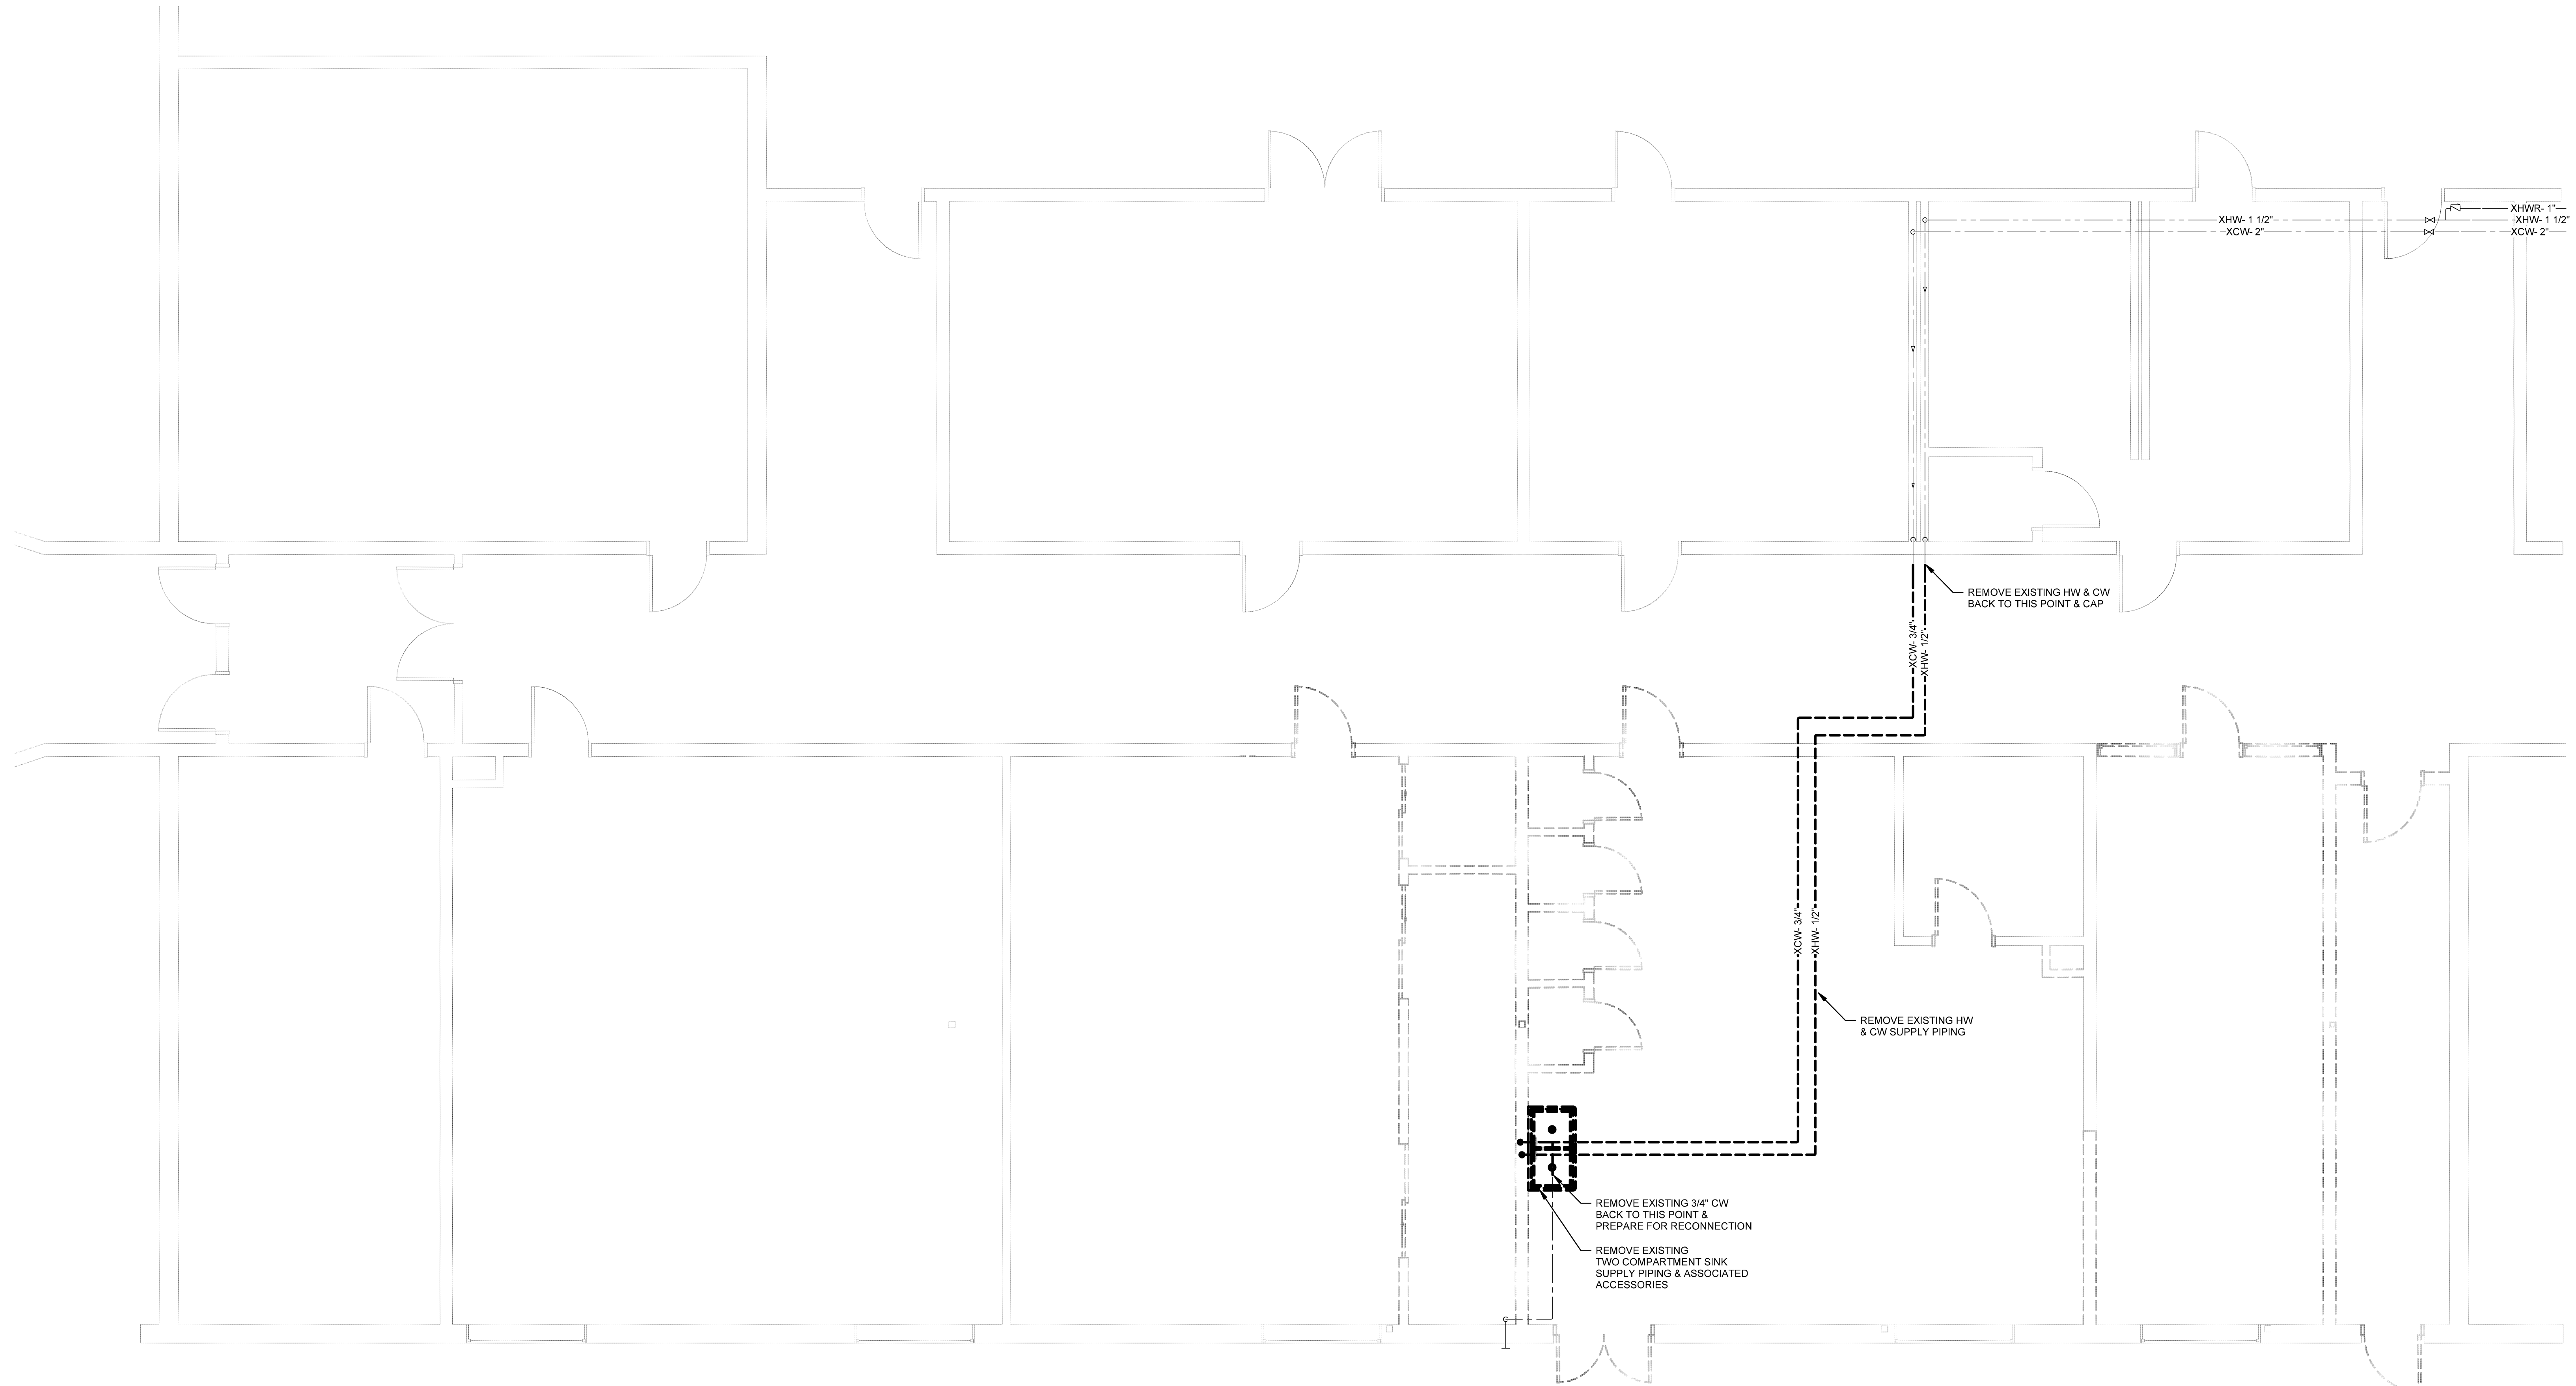 XHWR- 1"
XHW- 1 1/2"
XHW- 1 1/2"
XCW- 2"
XCW- 2"
REMOVE EXISTING HW & CW
BACK TO THIS POINT & CAP
XCW- 3/4"
XHW- 1/2"
XCW- 3/4"
XHW- 1/2"
REMOVE EXISTING HW
& CW SUPPLY PIPING
REMOVE EXISTING 3/4" CW
BACK TO THIS POINT &
PREPARE FOR RECONNECTION
REMOVE EXISTING
TWO COMPARTMENT SINK
SUPPLY PIPING & ASSOCIATED
ACCESSORIES